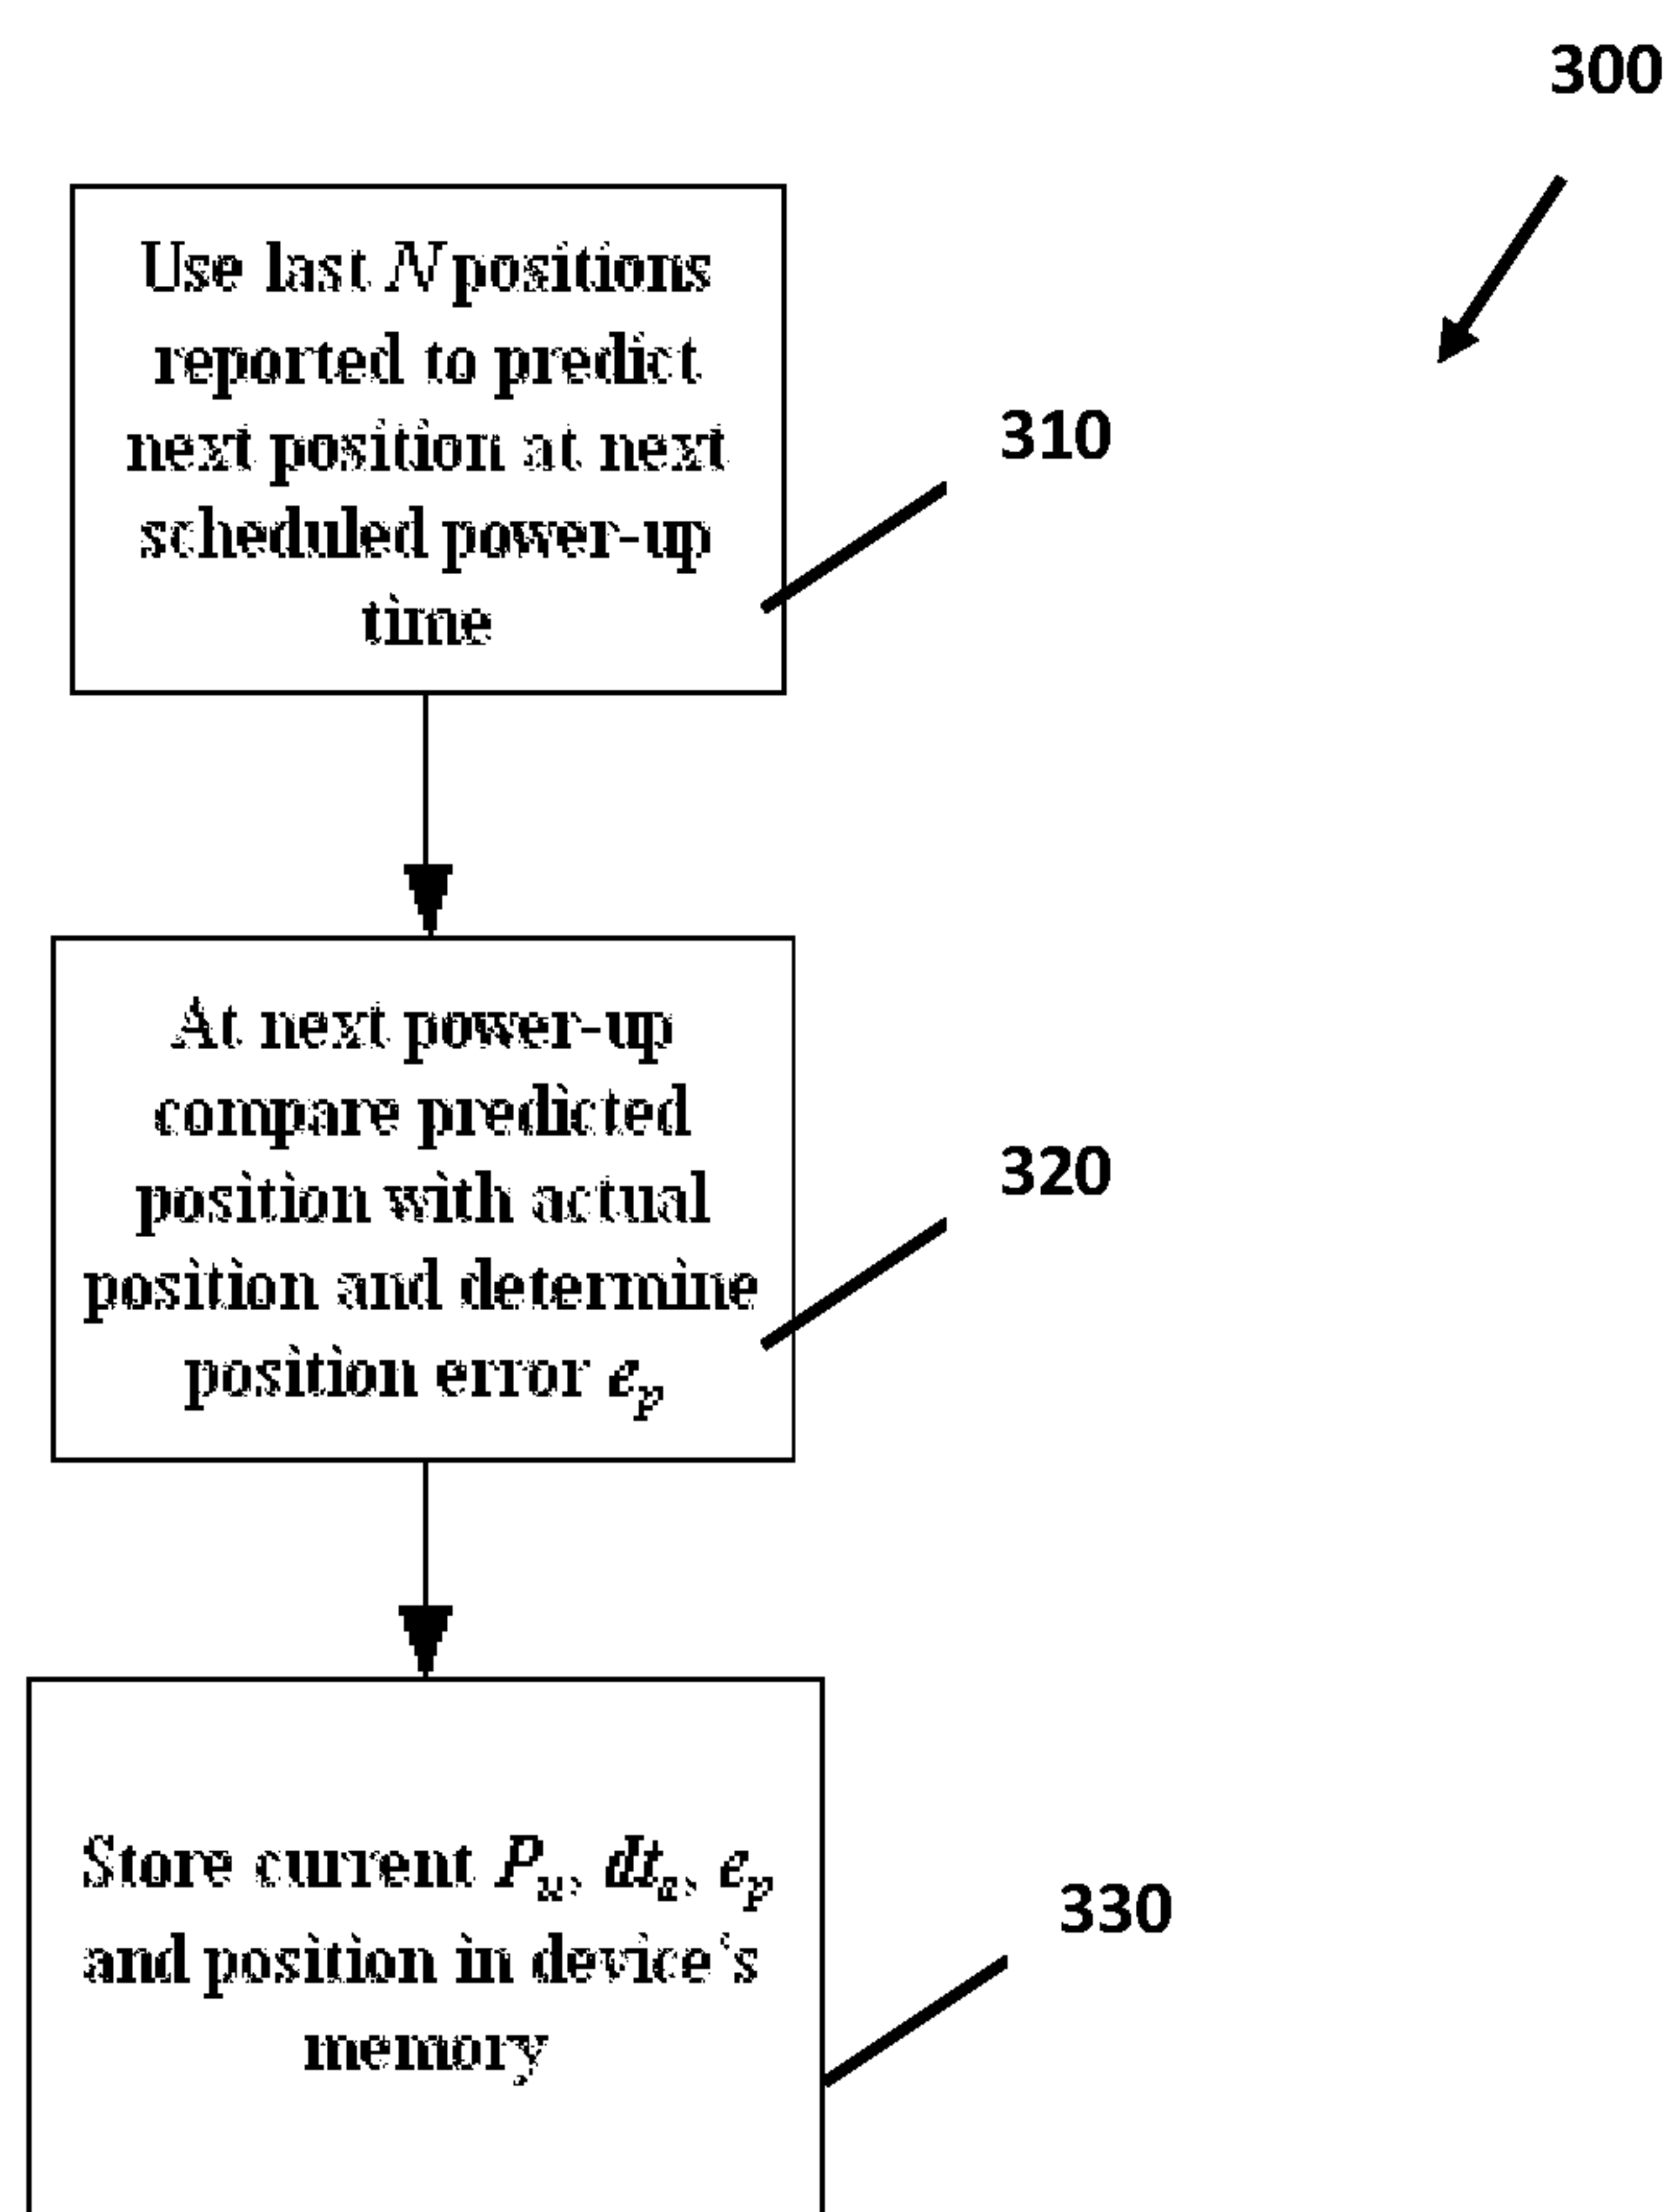 300
Use last N positions
reported to predict
next position at next
scheduled power-up
time
310
At next power-up
compare predicted
position with actual
position and determine
position error eₚ
320
Store current Pᵤ, dtₐ, eₚ
and position in device's
memory
330